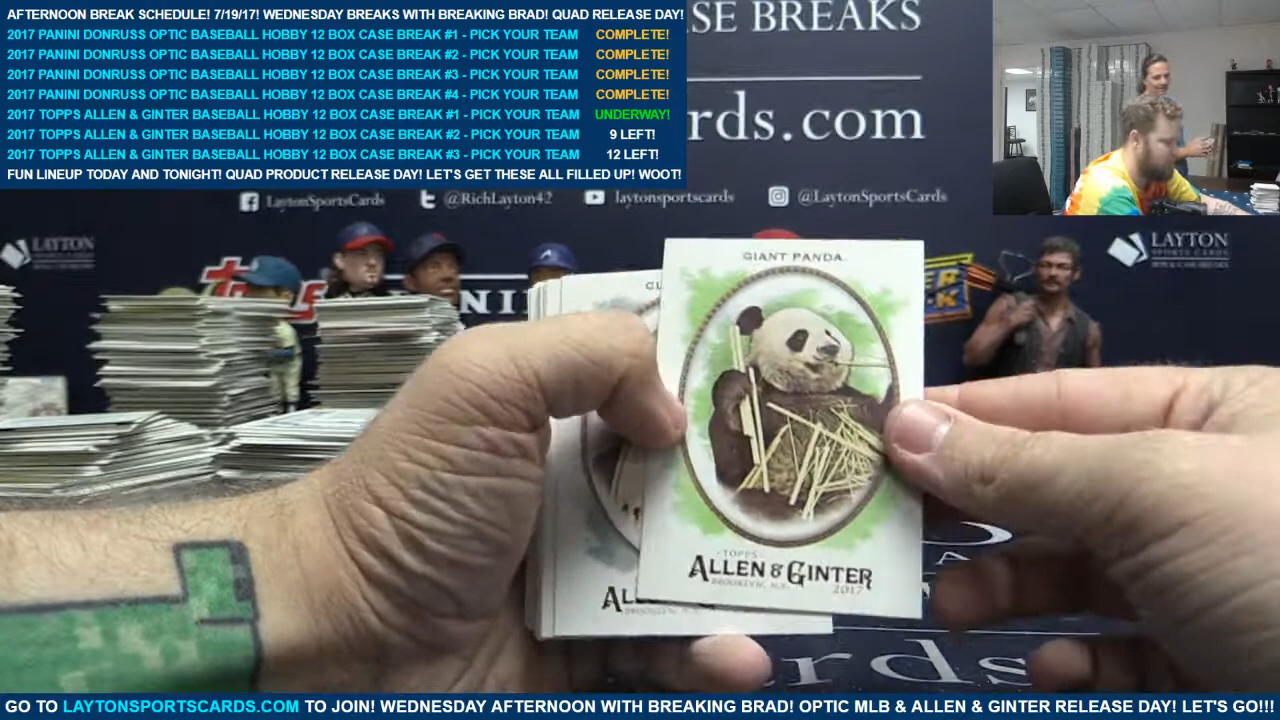 AFTERNOON BREAK SCHEDULE! 7/19/17! WEDNESDAY BREAKS WITH BREAKING BRAD! QUAD RELEASE DAY!
2017 PANINI DONRUSS OPTIC BASEBALL HOBBY 12 BOX CASE BREAK #1 - PICK YOUR TEAM COMPLETE!
2017 PANINI DONRUSS OPTIC BASEBALL HOBBY 12 BOX CASE BREAK #2 - PICK YOUR TEAM COMPLETE!
2017 PANINI DONRUSS OPTIC BASEBALL HOBBY 12 BOX CASE BREAK #3 - PICK YOUR TEAM COMPLETE!
2017 PANINI DONRUSS OPTIC BASEBALL HOBBY 12 BOX CASE BREAK #4 - PICK YOUR TEAM COMPLETE!
2017 TOPPS ALLEN & GINTER BASEBALL HOBBY 12 BOX CASE BREAK #1 - PICK YOUR TEAM UNDERWAY!
2017 TOPPS ALLEN & GINTER BASEBALL HOBBY 12 BOX CASE BREAK #2 - PICK YOUR TEAM 9 LEFT!
2017 TOPPS ALLEN & GINTER BASEBALL HOBBY 12 BOX CASE BREAK #3 - PICK YOUR TEAM 12 LEFT!
FUN LINEUP TODAY AND TONIGHT! QUAD PRODUCT RELEASE DAY! LET'S GET THESE ALL FILLED UP! WOOT!
SE BREAKS
rds.com
LaytonSportsCards @RichLayton42 laytonsportscards @LaytonSportsCards
LAYTON
LAYTON
SPORTS CARDS
GIANT PANDA
TOPPS
ALLEN & GINTER
BROOKLYN, N.Y.
2017
rds
GO TO LAYTONSPORTSCARDS.COM TO JOIN! WEDNESDAY AFTERNOON WITH BREAKING BRAD! OPTIC MLB & ALLEN & GINTER RELEASE DAY! LET'S GO!!!